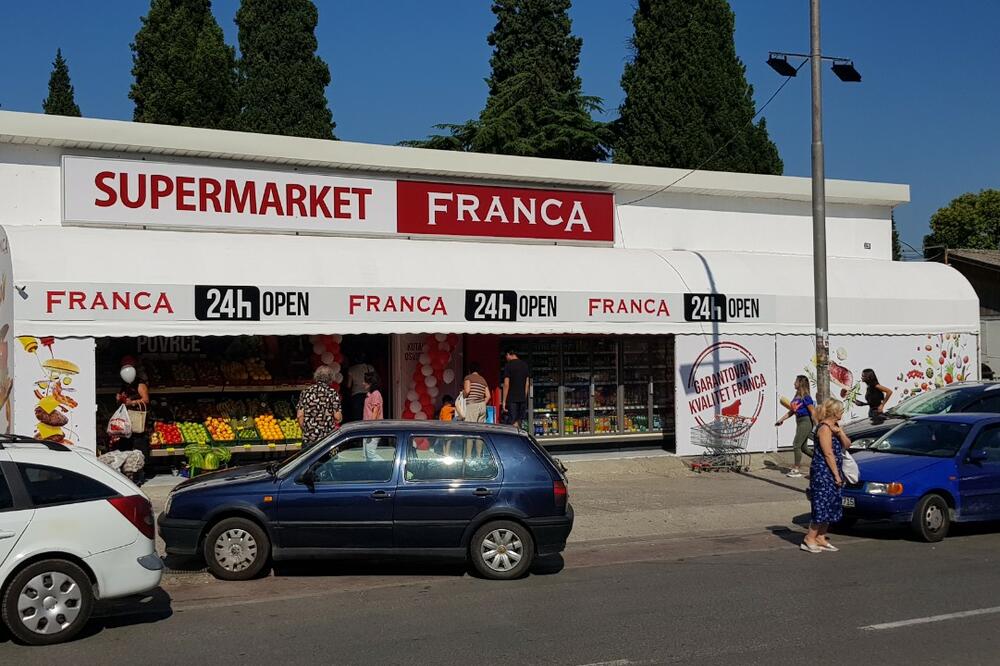 SUPERMARKET FRANCA
FRANCA 24h OPEN FRANCA 24h OPEN FRANCA 24h OPEN
POVRĆE
GARANTOVAN
KVALITET FRANCA